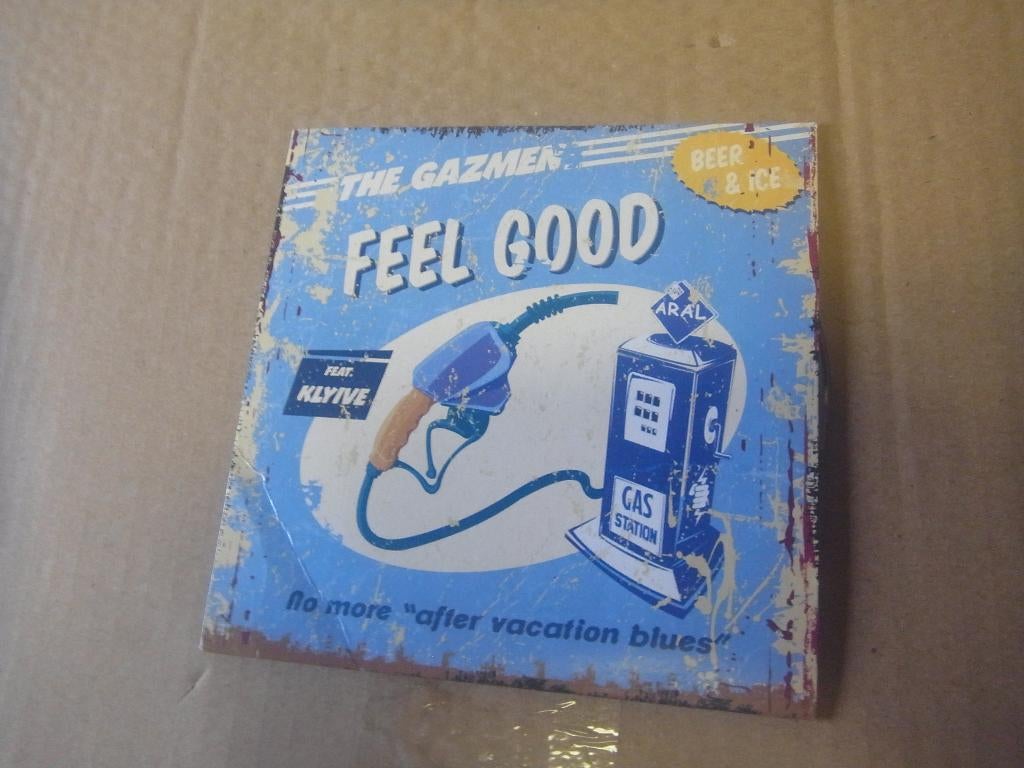 THE GAZMEN
BEER
& ICE
FEEL GOOD
ARAL
FEAT.
KLYIVE
GAS
STATION
No more "after vacation blues"